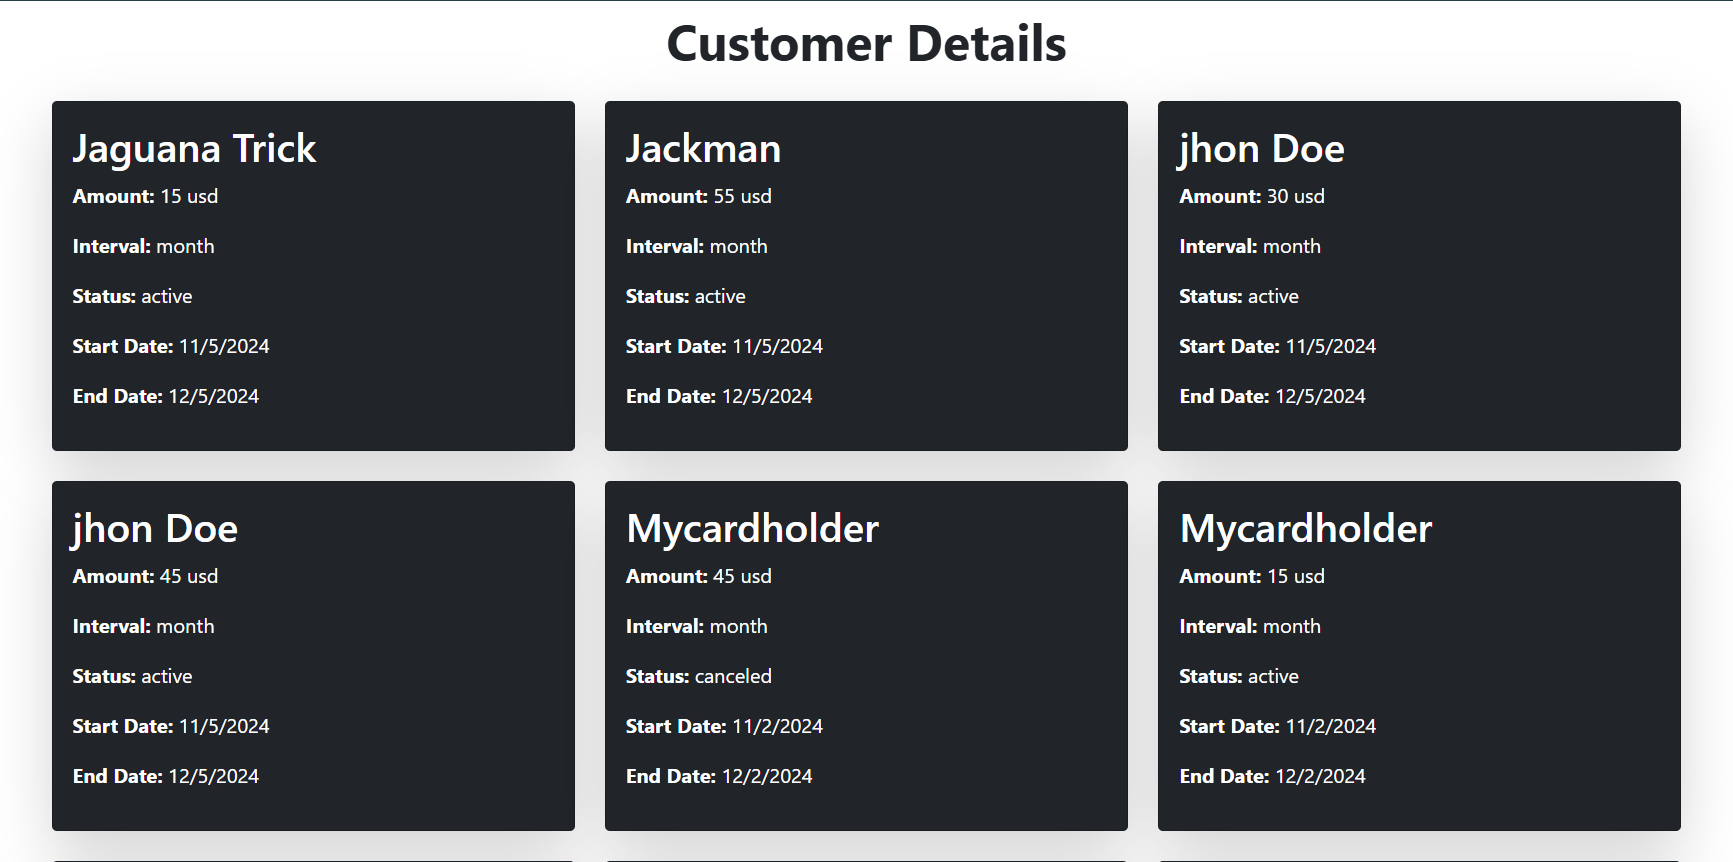 Customer Details
Jaguana Trick
Amount: 15 usd
Interval: month
Status: active
Start Date: 11/5/2024
End Date: 12/5/2024
Jackman
Amount: 55 usd
Interval: month
Status: active
Start Date: 11/5/2024
End Date: 12/5/2024
jhon Doe
Amount: 30 usd
Interval: month
Status: active
Start Date: 11/5/2024
End Date: 12/5/2024
jhon Doe
Amount: 45 usd
Interval: month
Status: active
Start Date: 11/5/2024
End Date: 12/5/2024
Mycardholder
Amount: 45 usd
Interval: month
Status: canceled
Start Date: 11/2/2024
End Date: 12/2/2024
Mycardholder
Amount: 15 usd
Interval: month
Status: active
Start Date: 11/2/2024
End Date: 12/2/2024